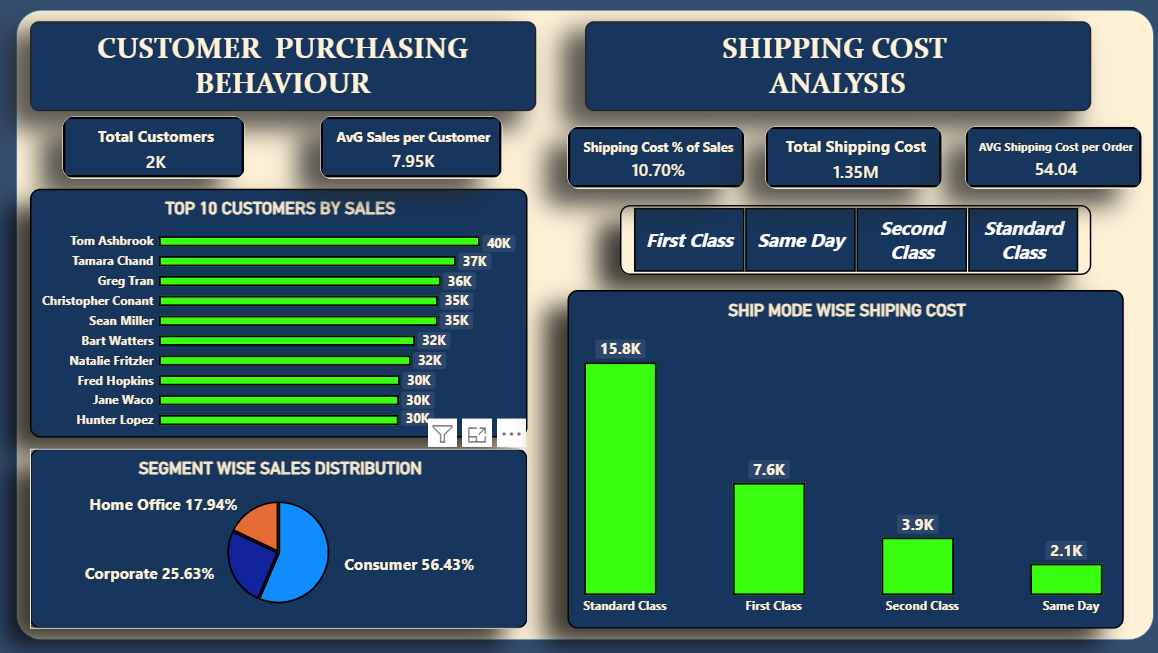 CUSTOMER PURCHASING
BEHAVIOUR
Total Customers
2K
AvG Sales per Customer
7.95K
TOP 10 CUSTOMERS BY SALES
Tom Ashbrook 40K
Tamara Chand 37K
Greg Tran 36K
Christopher Conant 35K
Sean Miller 35K
Bart Watters 32K
Natalie Fritzler 32K
Fred Hopkins 30K
Jane Waco 30K
Hunter Lopez 30K
SEGMENT WISE SALES DISTRIBUTION
Home Office 17.94%
Corporate 25.63%
Consumer 56.43%
SHIPPING COST
ANALYSIS
Shipping Cost % of Sales
10.70%
Total Shipping Cost
1.35M
AVG Shipping Cost per Order
54.04
First Class
Same Day
Second
Class
Standard
Class
SHIP MODE WISE SHIPING COST
15.8K
7.6K
3.9K
2.1K
Standard Class
First Class
Second Class
Same Day